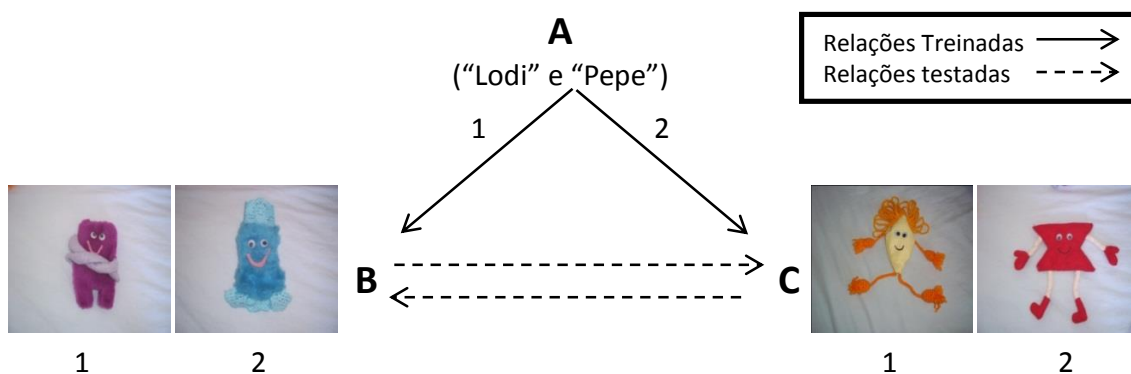 A
("Lodi" e "Pepe")
Relações Treinadas
Relações testadas
1 2
B C
1 2 1 2